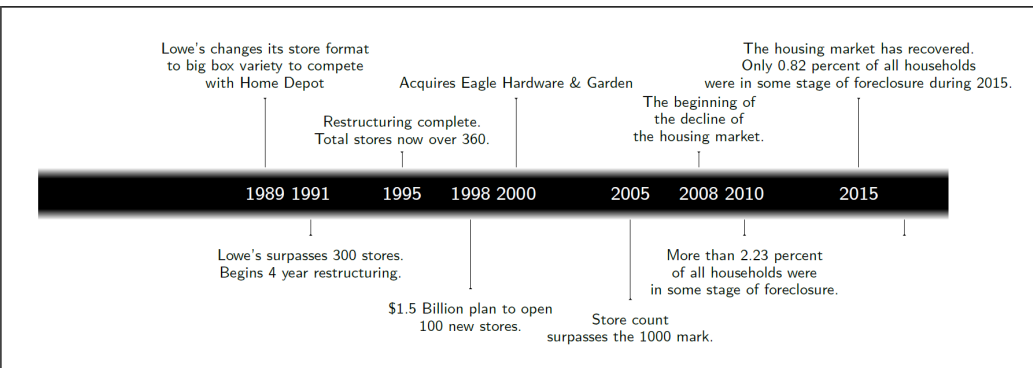 Lowe's changes its store format
to big box variety to compete
with Home Depot
Acquires Eagle Hardware & Garden
The housing market has recovered.
Only 0.82 percent of all households
were in some stage of foreclosure during 2015.
Restructuring complete.
Total stores now over 360.
The beginning of
the decline of
the housing market.
1989 1991 1995 1998 2000 2005 2008 2010 2015
Lowe's surpasses 300 stores.
Begins 4 year restructuring.
$1.5 Billion plan to open
100 new stores.
Store count
surpasses the 1000 mark.
More than 2.23 percent
of all households were
in some stage of foreclosure.